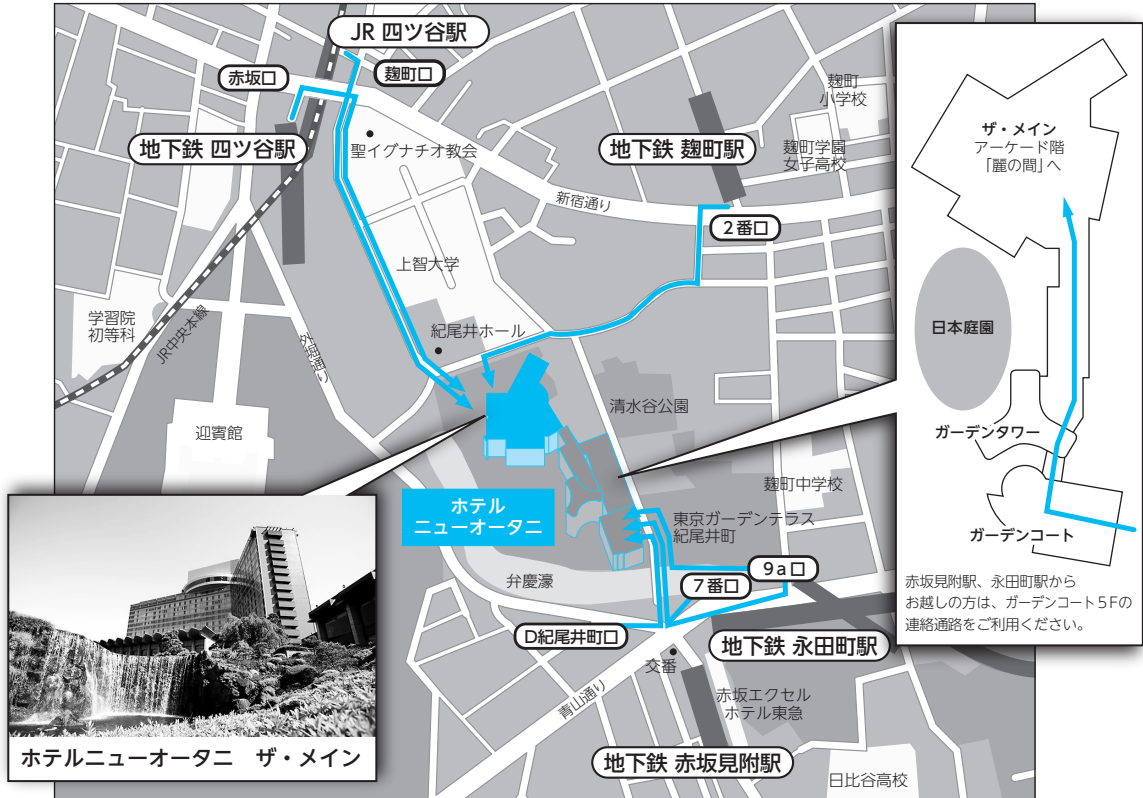 JR 四ツ谷駅
赤坂口
麹町口
地下鉄 四ツ谷駅
聖イグナチオ教会
地下鉄 麹町駅
麹町
小学校
麹町学園
女子高校
新宿通り
2番口
上智大学
学習院
初等科
JR中央本線
外堀通り
紀尾井ホール
清水谷公園
迎賓館
ホテル
ニューオータニ
麹町中学校
東京ガーデンテラス
紀尾井町
弁慶濠
9a口
7番口
D紀尾井町口
地下鉄 永田町駅
交番
青山通り
赤坂エクセル
ホテル東急
地下鉄 赤坂見附駅
日比谷高校
ホテルニューオータニ ザ・メイン
ザ・メイン
アーケード階
「麗の間」へ
日本庭園
ガーデンタワー
ガーデンコート
赤坂見附駅、永田町駅から
お越しの方は、ガーデンコート5Fの
連絡通路をご利用ください。